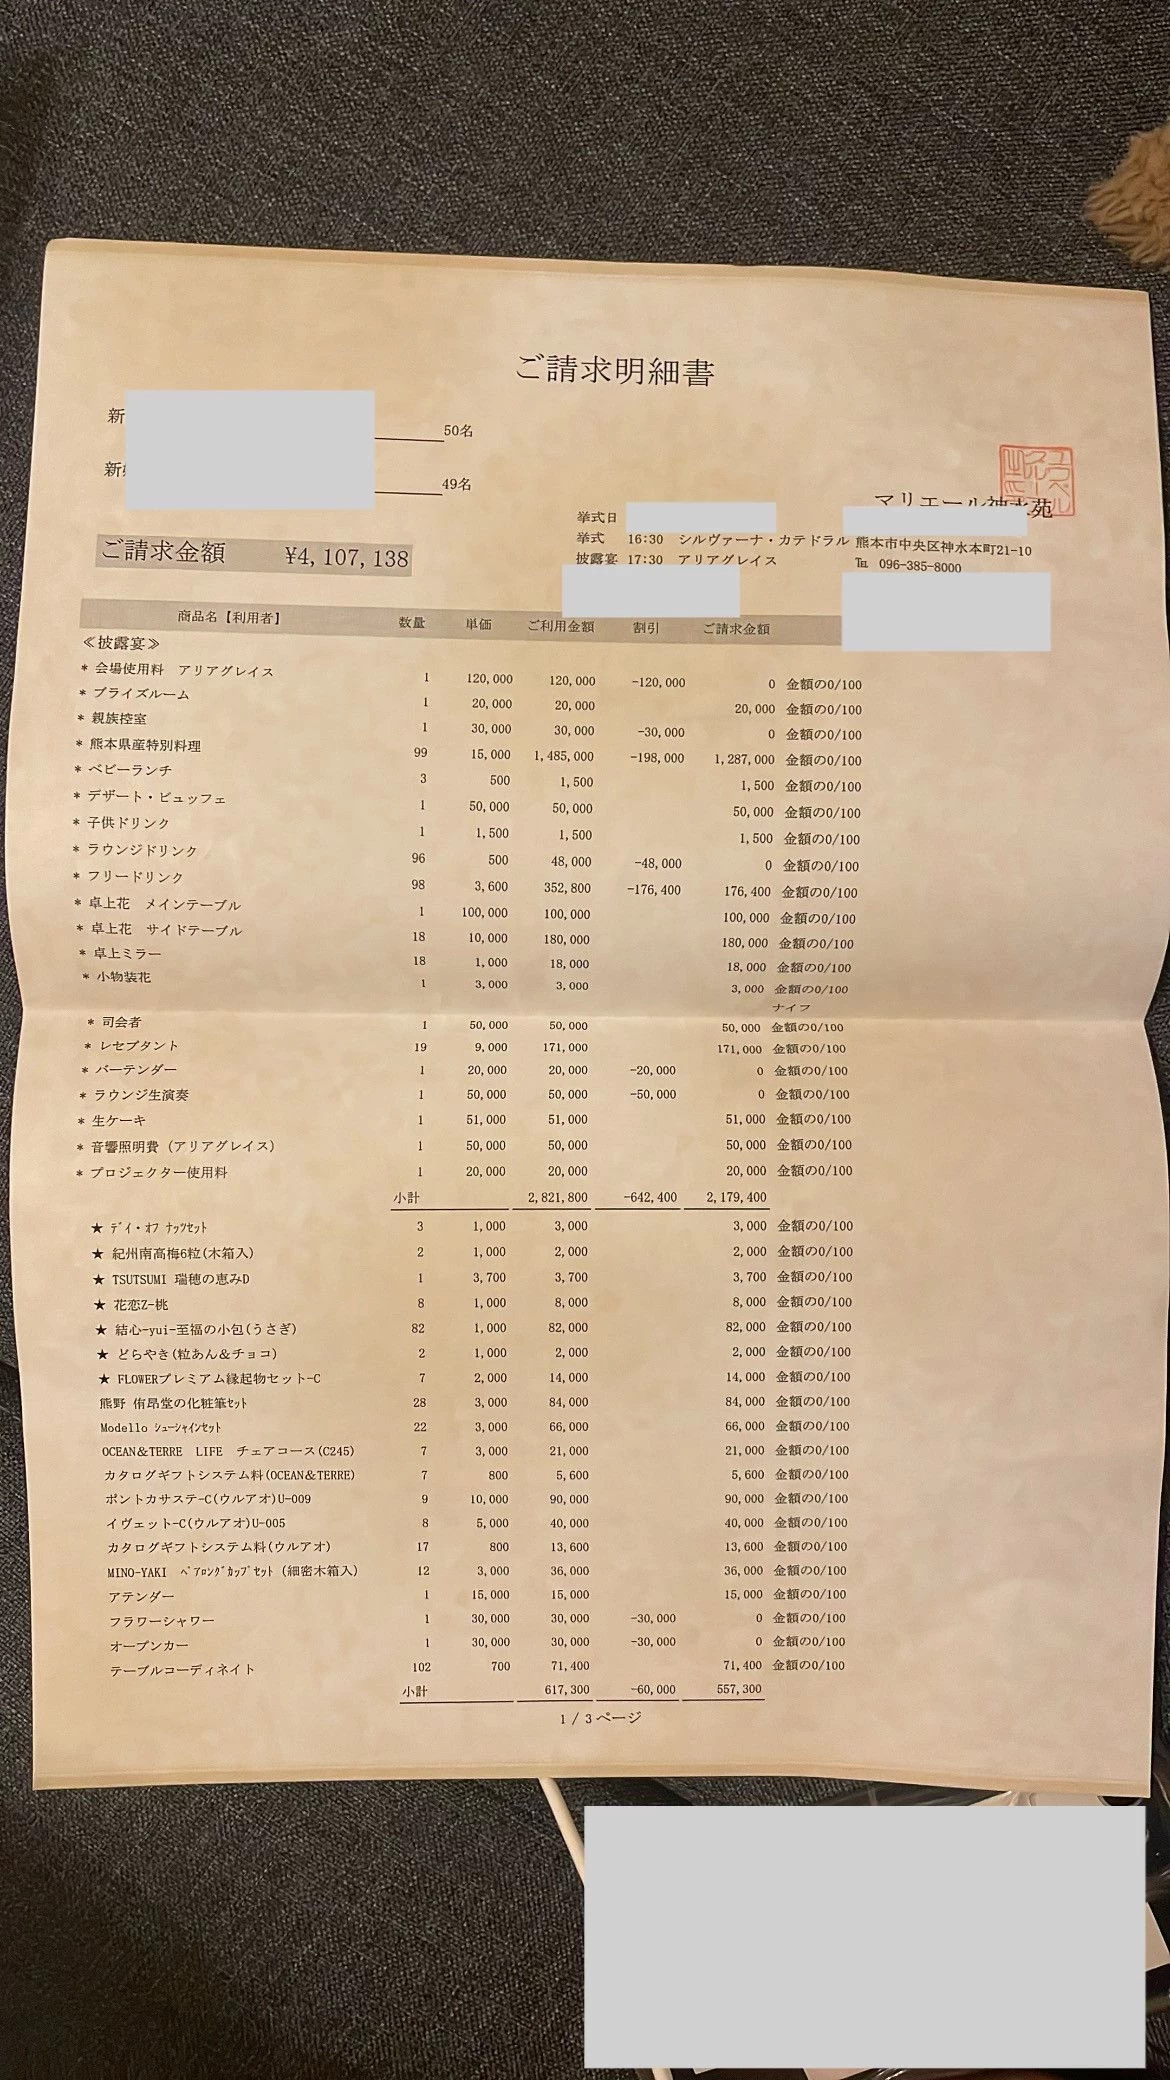 ご請求明細書
新 50名
新 49名
マリエール神水苑
挙式日
挙式 16:30 シルヴァーナ・カテドラル 熊本市中央区神水本町21-10
披露宴 17:30 アリアグレイス ℡ 096-385-8000
ご請求金額 ¥4,107,138
商品名【利用者】 数量 単価 ご利用金額 割引 ご請求金額
≪披露宴≫
* 会場使用料 アリアグレイス 1 120,000 120,000 -120,000 0 金額の0/100
* ブライズルーム 1 20,000 20,000 20,000 金額の0/100
* 親族控室 1 30,000 30,000 -30,000 0 金額の0/100
* 熊本県産特別料理 99 15,000 1,485,000 -198,000 1,287,000 金額の0/100
* ベビーランチ 3 500 1,500 1,500 金額の0/100
* デザート・ビュッフェ 1 50,000 50,000 50,000 金額の0/100
* 子供ドリンク 1 1,500 1,500 1,500 金額の0/100
* ラウンジドリンク 96 500 48,000 -48,000 0 金額の0/100
* フリードリンク 98 3,600 352,800 -176,400 176,400 金額の0/100
* 卓上花 メインテーブル 1 100,000 100,000 100,000 金額の0/100
* 卓上花 サイドテーブル 18 10,000 180,000 180,000 金額の0/100
* 卓上ミラー 18 1,000 18,000 18,000 金額の0/100
* 小物装花 1 3,000 3,000 3,000 金額の0/100
ナイフ
* 司会者 1 50,000 50,000 50,000 金額の0/100
* レセプタント 19 9,000 171,000 171,000 金額の0/100
* バーテンダー 1 20,000 20,000 -20,000 0 金額の0/100
* ラウンジ生演奏 1 50,000 50,000 -50,000 0 金額の0/100
* 生ケーキ 1 51,000 51,000 51,000 金額の0/100
* 音響照明費(アリアグレイス) 1 50,000 50,000 50,000 金額の0/100
* プロジェクター使用料 1 20,000 20,000 20,000 金額の0/100
小計 2,821,800 -642,400 2,179,400
★ ﾃﾞｲ・ｵﾌ ﾅｯﾂｾｯﾄ 3 1,000 3,000 3,000 金額の0/100
★ 紀州南高梅6粒(木箱入) 2 1,000 2,000 2,000 金額の0/100
★ TSUTSUMI 瑞穂の恵みD 1 3,700 3,700 3,700 金額の0/100
★ 花恋Z-桃 8 1,000 8,000 8,000 金額の0/100
★ 結心-yui-至福の小包(うさぎ) 82 1,000 82,000 82,000 金額の0/100
★ どらやき(粒あん＆チョコ) 2 1,000 2,000 2,000 金額の0/100
★ FLOWERプレミアム縁起物セット-C 7 2,000 14,000 14,000 金額の0/100
熊野 侑昂堂の化粧筆ｾｯﾄ 28 3,000 84,000 84,000 金額の0/100
Modello ｼｭｰｼｬｲﾝｾｯﾄ 22 3,000 66,000 66,000 金額の0/100
OCEAN&TERRE LIFE チェアコース(C245) 7 3,000 21,000 21,000 金額の0/100
カタログギフトシステム料(OCEAN&TERRE) 7 800 5,600 5,600 金額の0/100
ポントカサステ-C(ウルアオ)U-009 9 10,000 90,000 90,000 金額の0/100
イヴェット-C(ウルアオ)U-005 8 5,000 40,000 40,000 金額の0/100
カタログギフトシステム料(ウルアオ) 17 800 13,600 13,600 金額の0/100
MINO-YAKI ﾍﾟｱﾛﾝｸﾞｶｯﾌﾟｾｯﾄ (細密木箱入) 12 3,000 36,000 36,000 金額の0/100
アテンダー 1 15,000 15,000 15,000 金額の0/100
フラワーシャワー 1 30,000 30,000 -30,000 0 金額の0/100
オープンカー 1 30,000 30,000 -30,000 0 金額の0/100
テーブルコーディネイト 102 700 71,400 71,400 金額の0/100
小計 617,300 -60,000 557,300
1 / 3 ページ